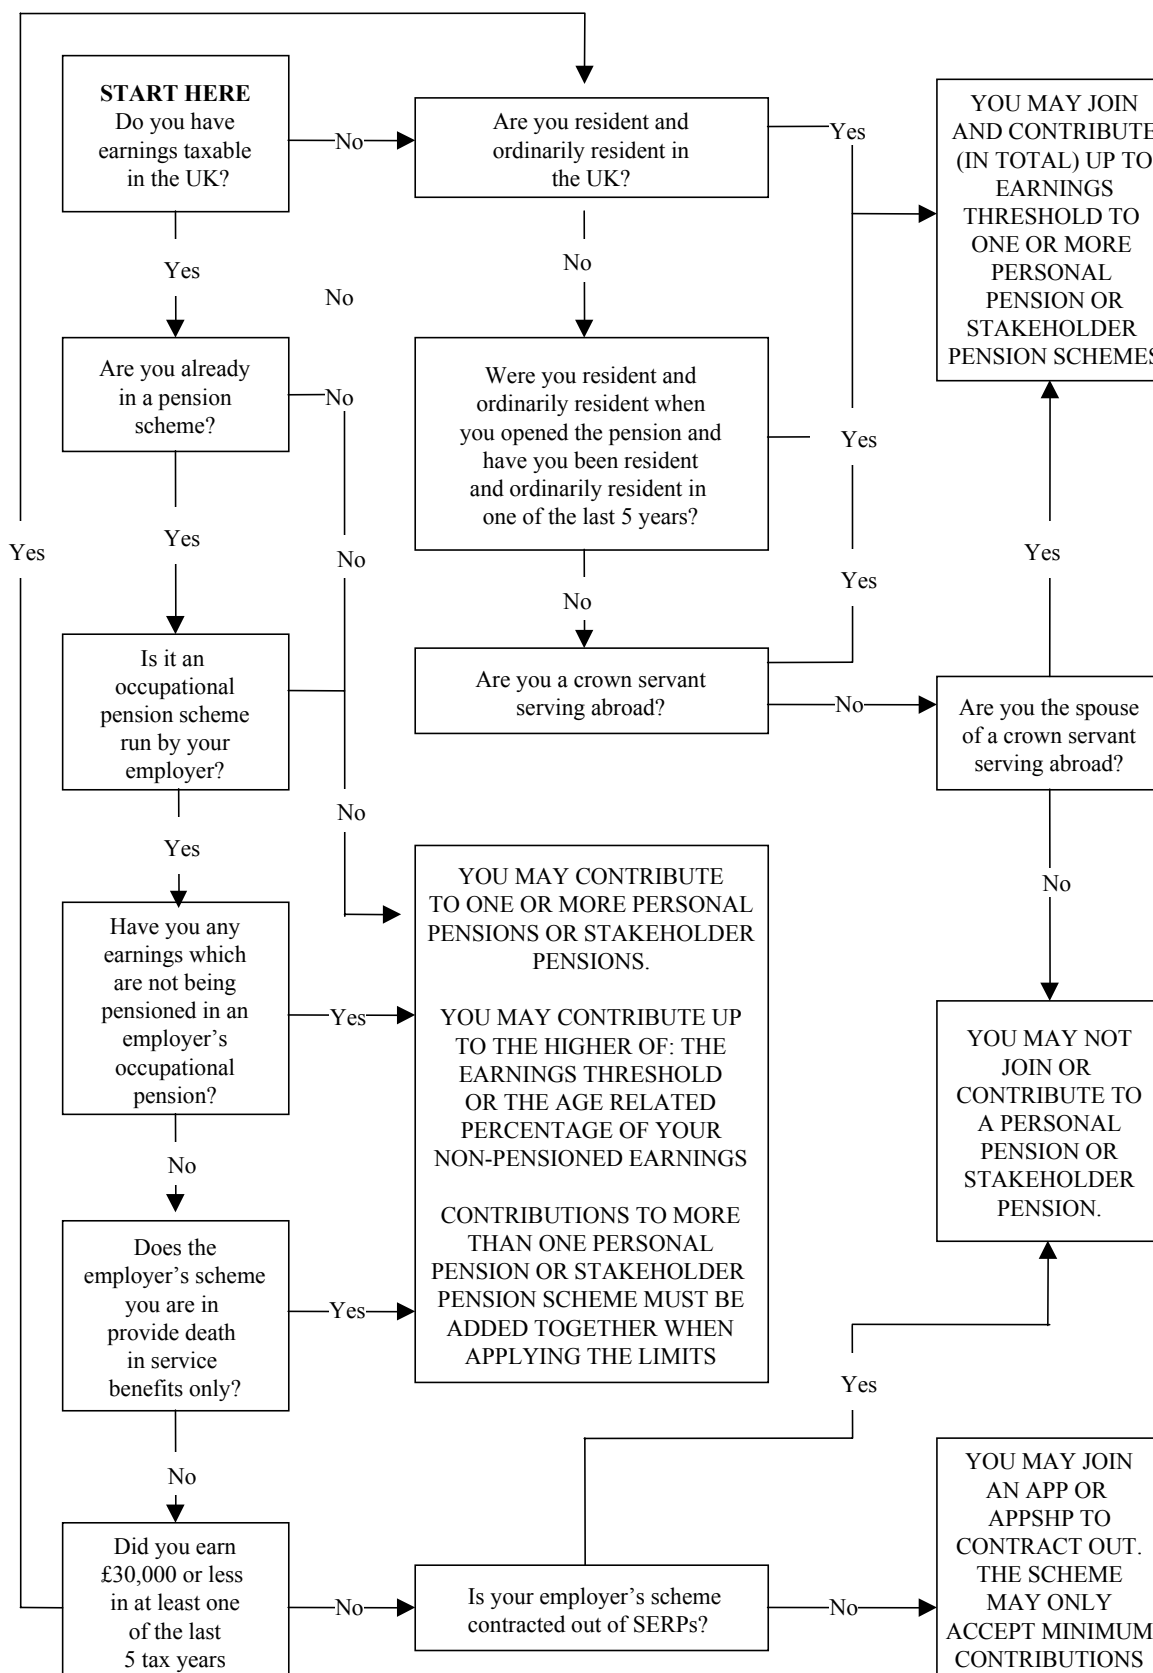 START HERE
Do you have
earnings taxable
in the UK?
No
Are you resident and
ordinarily resident in
the UK?
Yes
YOU MAY JOIN
AND CONTRIBUTE
(IN TOTAL) UP TO
EARNINGS
THRESHOLD TO
ONE OR MORE
PERSONAL
PENSION OR
STAKEHOLDER
PENSION SCHEMES
Yes
No
No
Are you already
in a pension
scheme?
No
Were you resident and
ordinarily resident when
you opened the pension and
have you been resident
and ordinarily resident in
one of the last 5 years?
Yes
Yes
Yes
No
Yes
Yes
No
Is it an
occupational
pension scheme
run by your
employer?
Are you a crown servant
serving abroad?
No
Are you the spouse
of a crown servant
serving abroad?
No
Yes
No
Have you any
earnings which
are not being
pensioned in an
employer’s
occupational
pension?
Yes
YOU MAY CONTRIBUTE
TO ONE OR MORE PERSONAL
PENSIONS OR STAKEHOLDER
PENSIONS.
YOU MAY CONTRIBUTE UP
TO THE HIGHER OF: THE
EARNINGS THRESHOLD
OR THE AGE RELATED
PERCENTAGE OF YOUR
NON-PENSIONED EARNINGS
CONTRIBUTIONS TO MORE
THAN ONE PERSONAL
PENSION OR STAKEHOLDER
PENSION SCHEME MUST BE
ADDED TOGETHER WHEN
APPLYING THE LIMITS
YOU MAY NOT
JOIN OR
CONTRIBUTE TO
A PERSONAL
PENSION OR
STAKEHOLDER
PENSION.
No
Does the
employer’s scheme
you are in
provide death
in service
benefits only?
Yes
Yes
No
Did you earn
£30,000 or less
in at least one
of the last
5 tax years
No
Is your employer’s scheme
contracted out of SERPs?
No
YOU MAY JOIN
AN APP OR
APPSHP TO
CONTRACT OUT.
THE SCHEME
MAY ONLY
ACCEPT MINIMUM
CONTRIBUTIONS